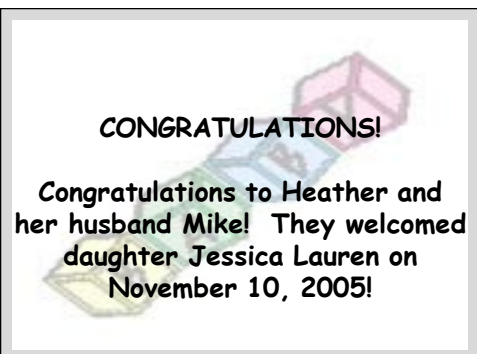 CONGRATULATIONS!
Congratulations to Heather and
her husband Mike!  They welcomed
daughter Jessica Lauren on
November 10, 2005!